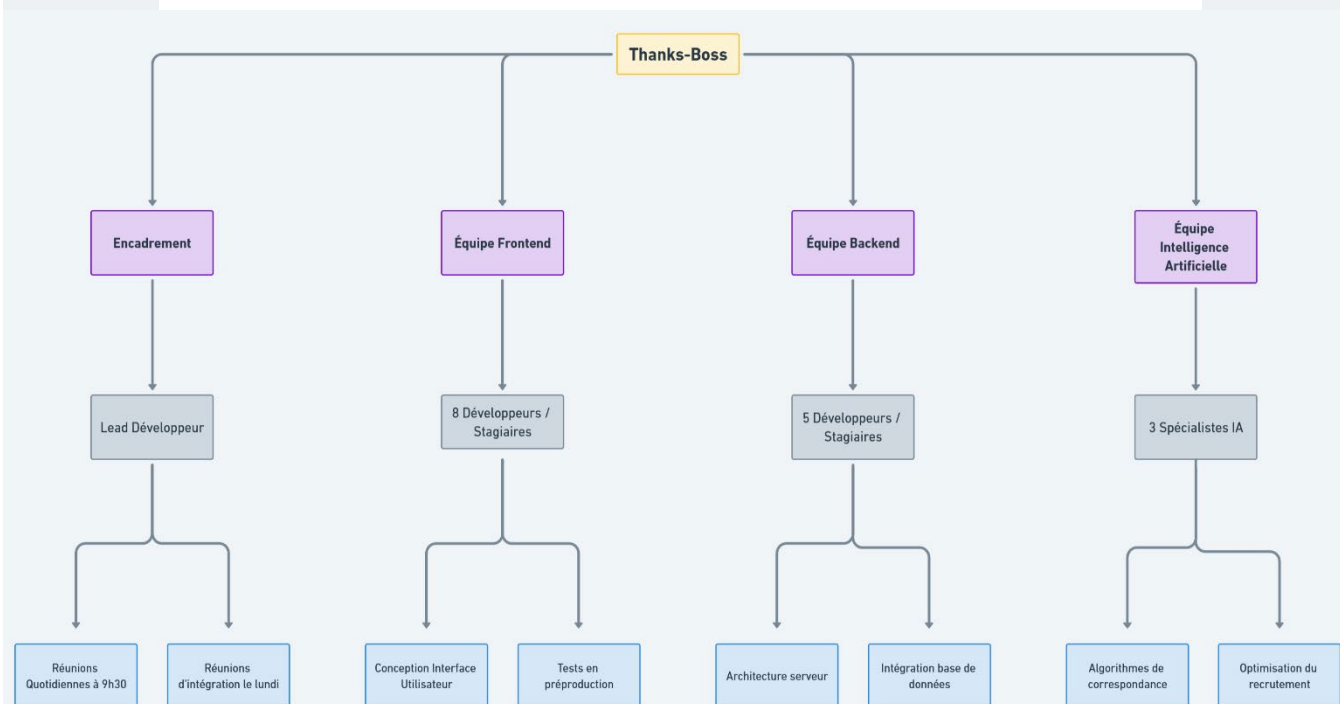 Thanks-Boss
Encadrement
Équipe Frontend
Équipe Backend
Équipe
Intelligence
Artificielle
Lead Développeur
8 Développeurs /
Stagiaires
5 Développeurs /
Stagiaires
3 Spécialistes IA
Réunions
Quotidiennes à 9h30
Réunions
d'intégration le lundi
Conception Interface
Utilisateur
Tests en
préproduction
Architecture serveur
Intégration base de
données
Algorithmes de
correspondance
Optimisation du
recrutement